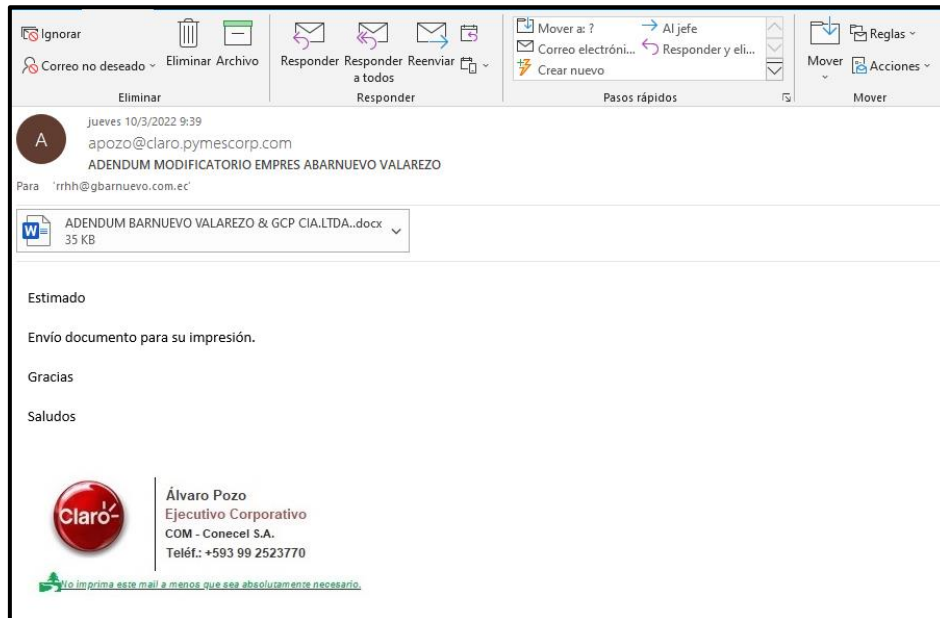 Ignorar
Correo no deseado
Eliminar Archivo
Eliminar
Responder Responder Reenviar
a todos
Responder
Mover a: ?
Al jefe
Correo electróni...
Responder y eli...
Crear nuevo
Pasos rápidos
Mover
Reglas
Acciones
Mover
jueves 10/3/2022 9:39
A
apozo@claro.pymescorp.com
ADENDUM MODIFICATORIO EMPRES ABARNUEVO VALAREZO
Para 'rrhh@gbarnuevo.com.ec'
W
ADENDUM BARNUEVO VALAREZO & GCP CIA.LTDA..docx
35 KB
Estimado
Envío documento para su impresión.
Gracias
Saludos
Claro
Álvaro Pozo
Ejecutivo Corporativo
COM - Conecel S.A.
Teléf.: +593 99 2523770
No imprima este mail a menos que sea absolutamente necesario.